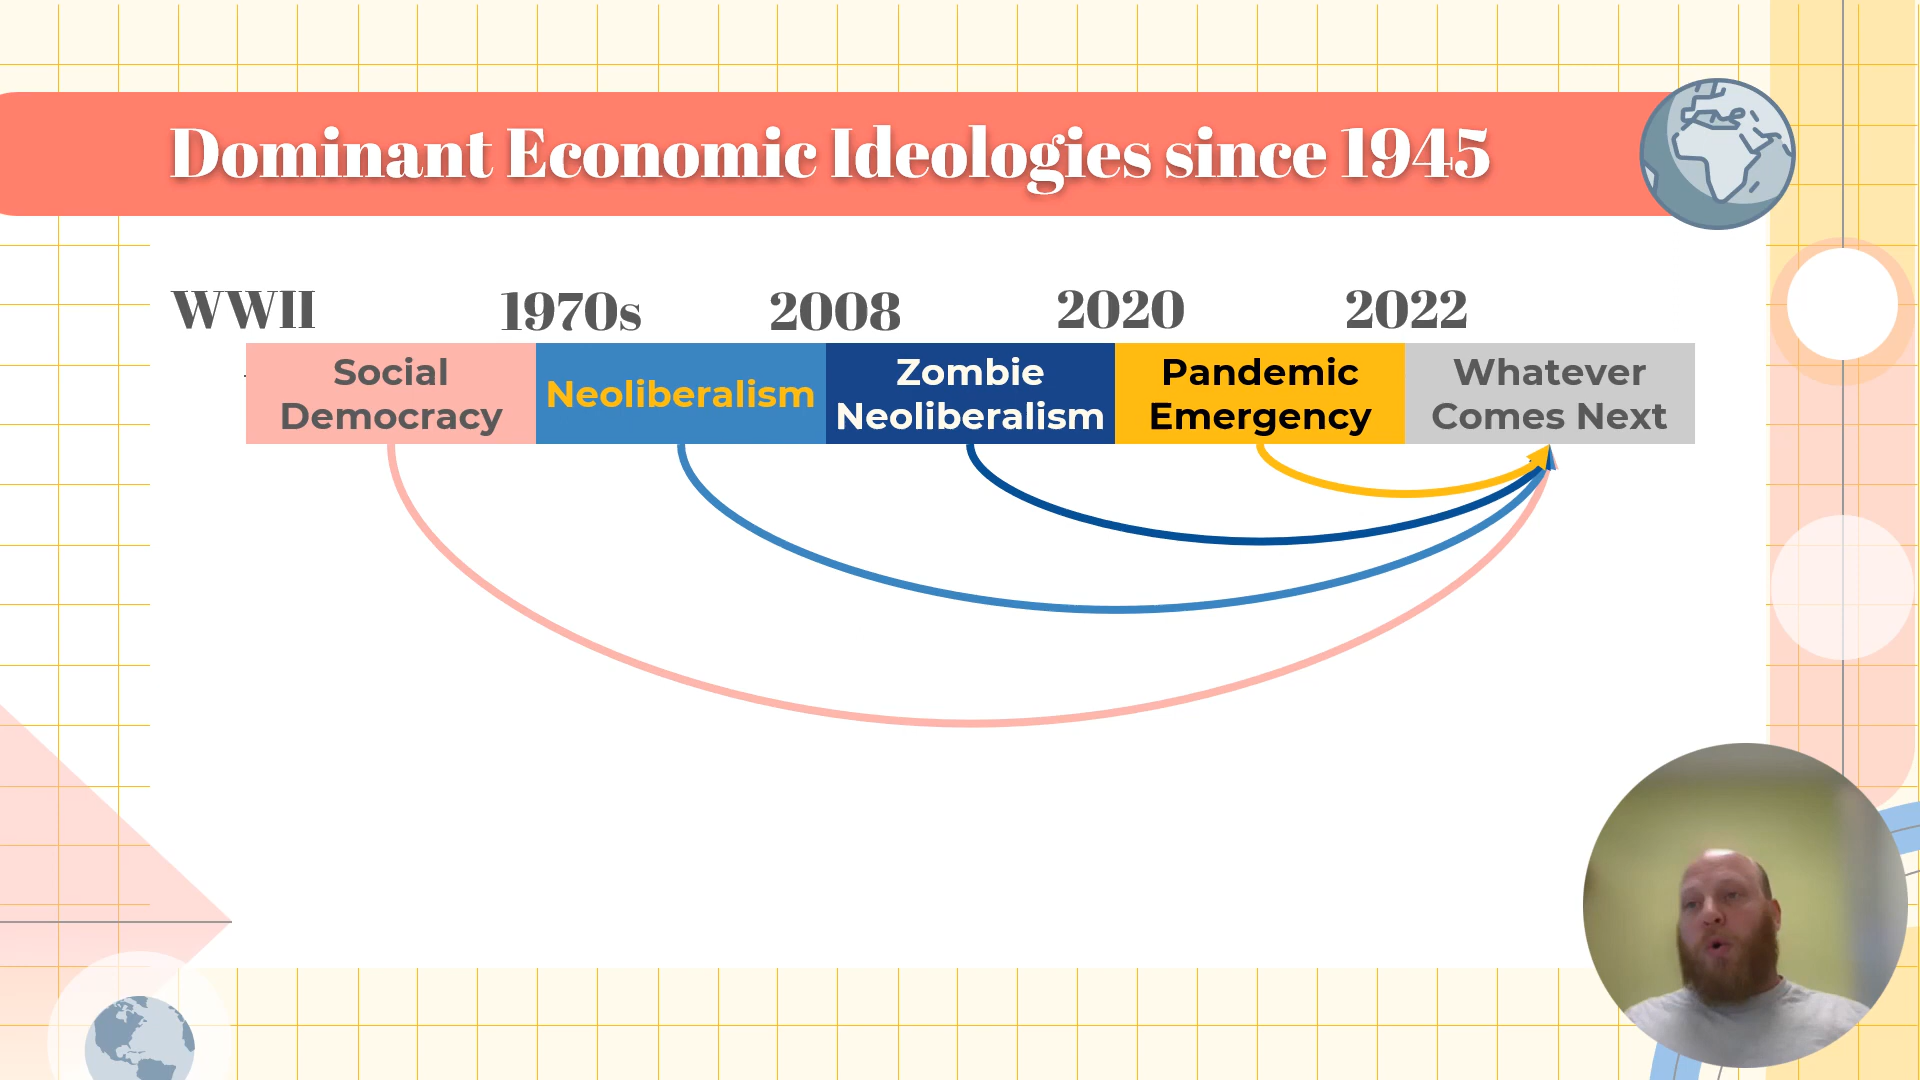 Dominant Economic Ideologies since 1945
WWII 1970s 2008 2020 2022
Social Democracy
Neoliberalism
Zombie Neoliberalism
Pandemic Emergency
Whatever Comes Next